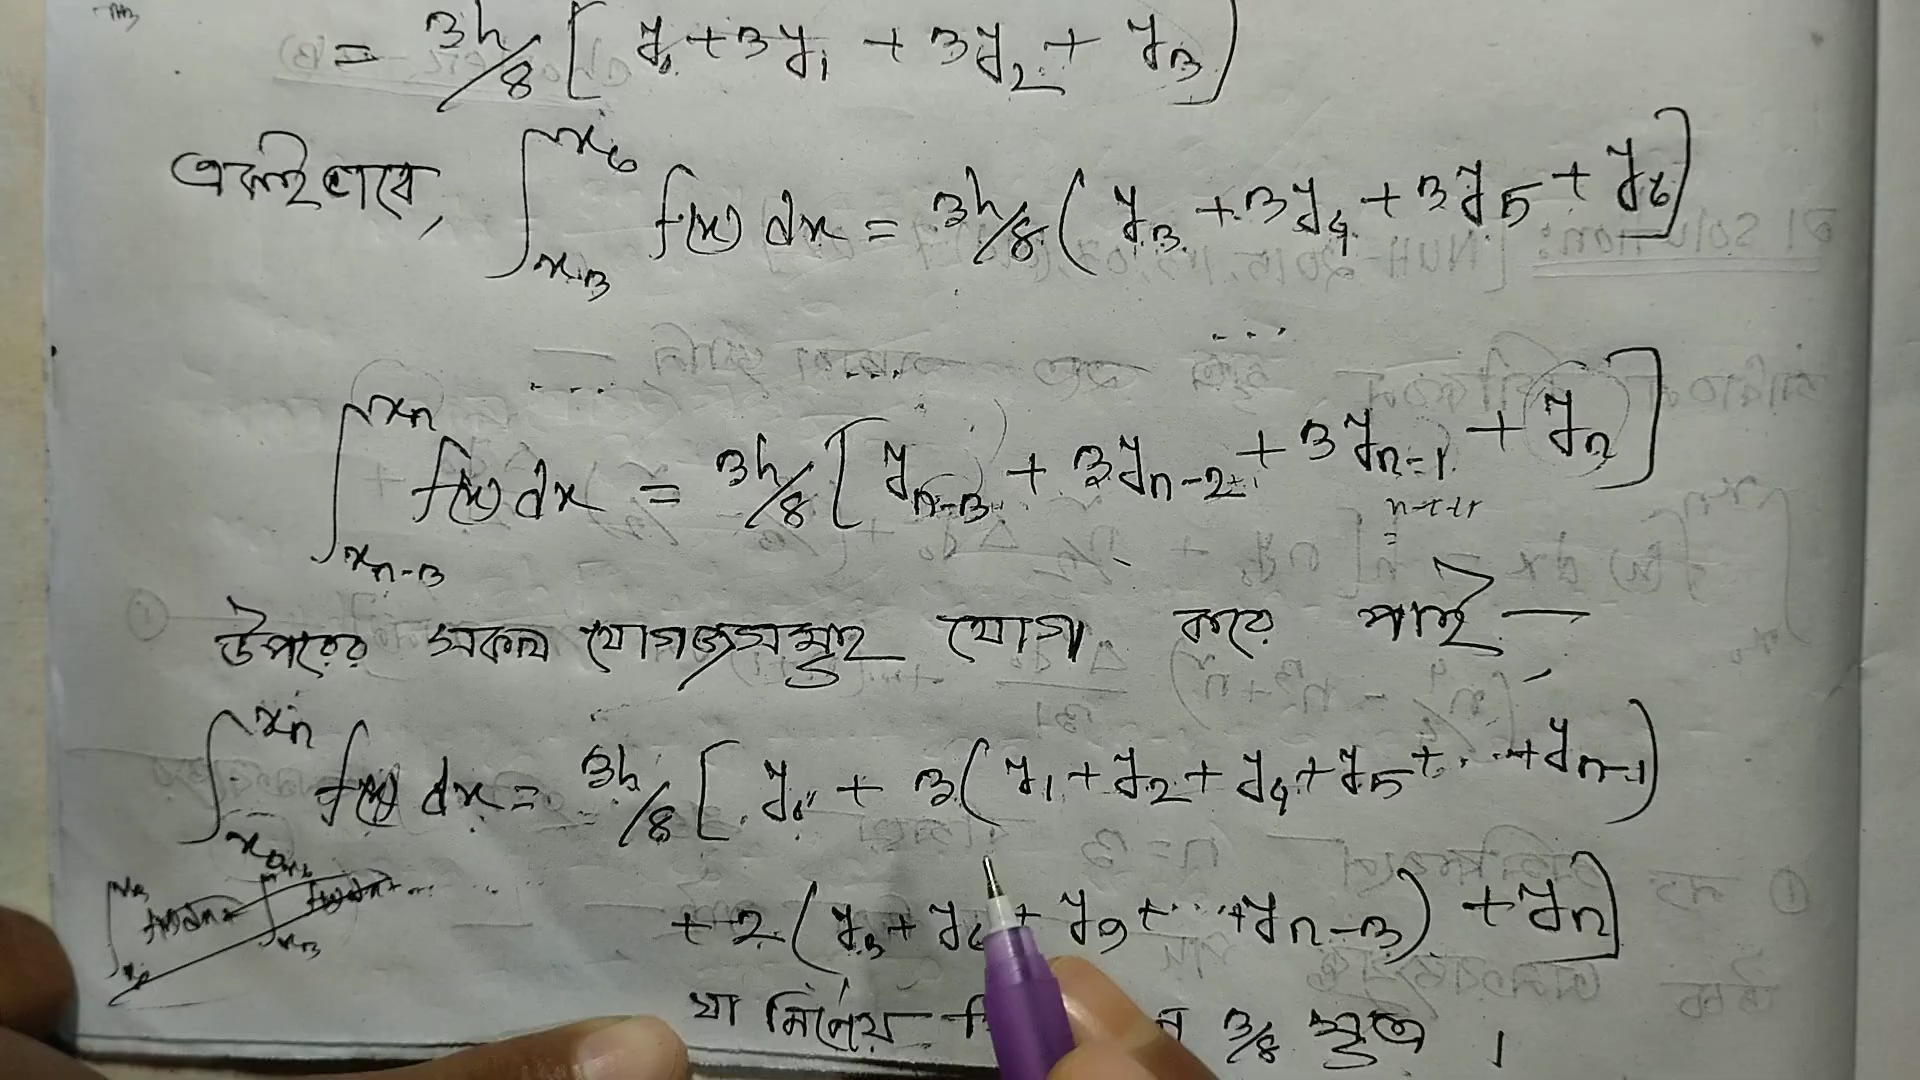 = 3h/8 [ y₀ + 3y₁ + 3y₂ + y₃ ]
একইভাবে, ∫_{x₃}^{x₆} f(x) dx = 3h/8 ( y₃ + 3y₄ + 3y₅ + y₆ ]
... ... ...
∫_{x_{n-3}}^{x_n} f(x) dx = 3h/8 [ y_{n-3} + 3y_{n-2} + 3y_{n-1} + y_n ]
উপরের সকল যোগজসমূহ যোগ করে পাই —
∫_{x₀}^{x_n} f(x) dx = 3h/8 [ y₀ + 3( y₁ + y₂ + y₄ + y₅ + ... + y_{n-1} )
+ 2 ( y₃ + y₆ + y₉ + ... + y_{n-3} ) + y_n ]
যা নির্ণেয় 3/8 সূত্র ।